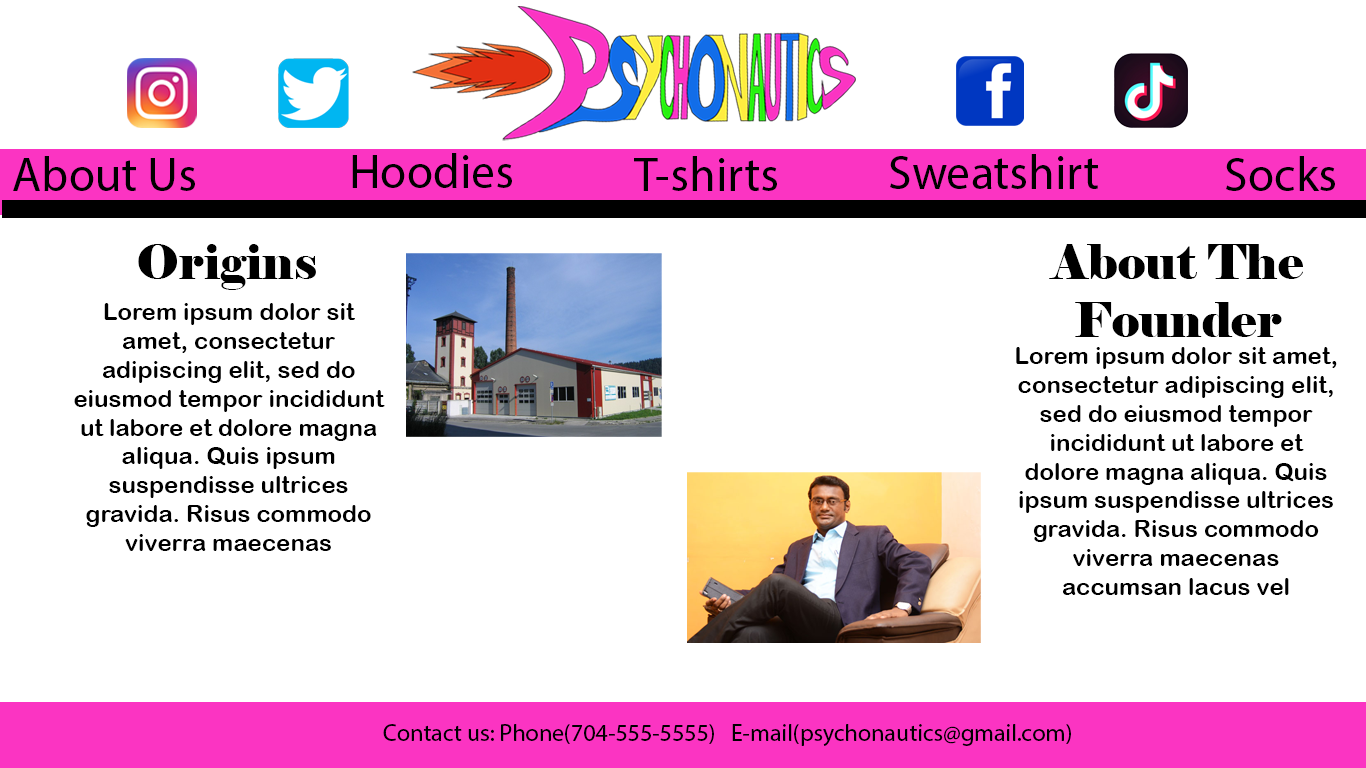 PSYCHONAUTICS
About Us
Hoodies
T-shirts
Sweatshirt
Socks
Origins
Lorem ipsum dolor sit
amet, consectetur
adipiscing elit, sed do
eiusmod tempor incididunt
ut labore et dolore magna
aliqua. Quis ipsum
suspendisse ultrices
gravida. Risus commodo
viverra maecenas
About The
Founder
Lorem ipsum dolor sit amet,
consectetur adipiscing elit,
sed do eiusmod tempor
incididunt ut labore et
dolore magna aliqua. Quis
ipsum suspendisse ultrices
gravida. Risus commodo
viverra maecenas
accumsan lacus vel
Contact us: Phone(704-555-5555) E-mail(psychonautics@gmail.com)